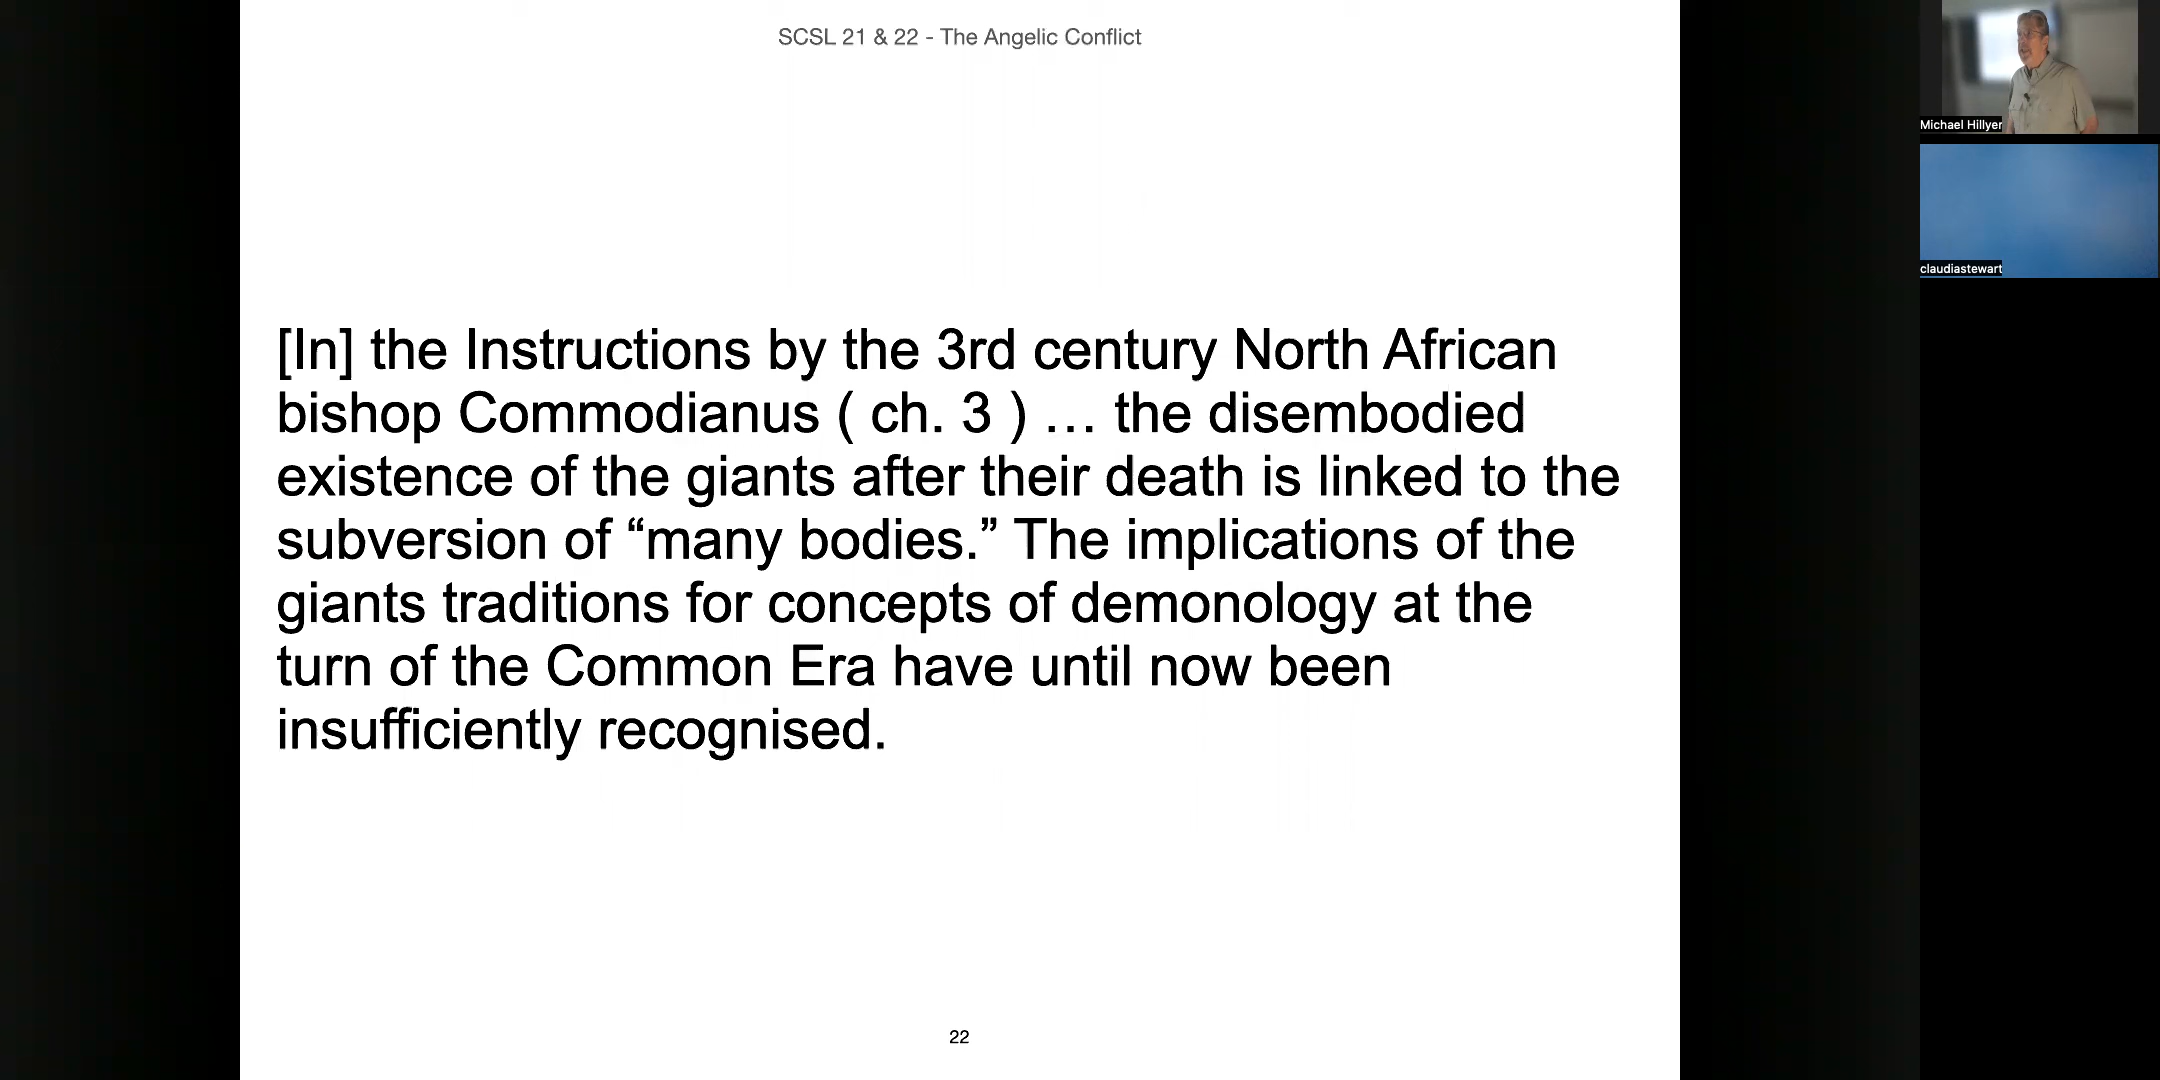 SCSL 21 & 22 - The Angelic Conflict
[In] the Instructions by the 3rd century North African
bishop Commodianus ( ch. 3 ) … the disembodied
existence of the giants after their death is linked to the
subversion of “many bodies.” The implications of the
giants traditions for concepts of demonology at the
turn of the Common Era have until now been
insufficiently recognised.
22
Michael Hillyer
claudiastewart